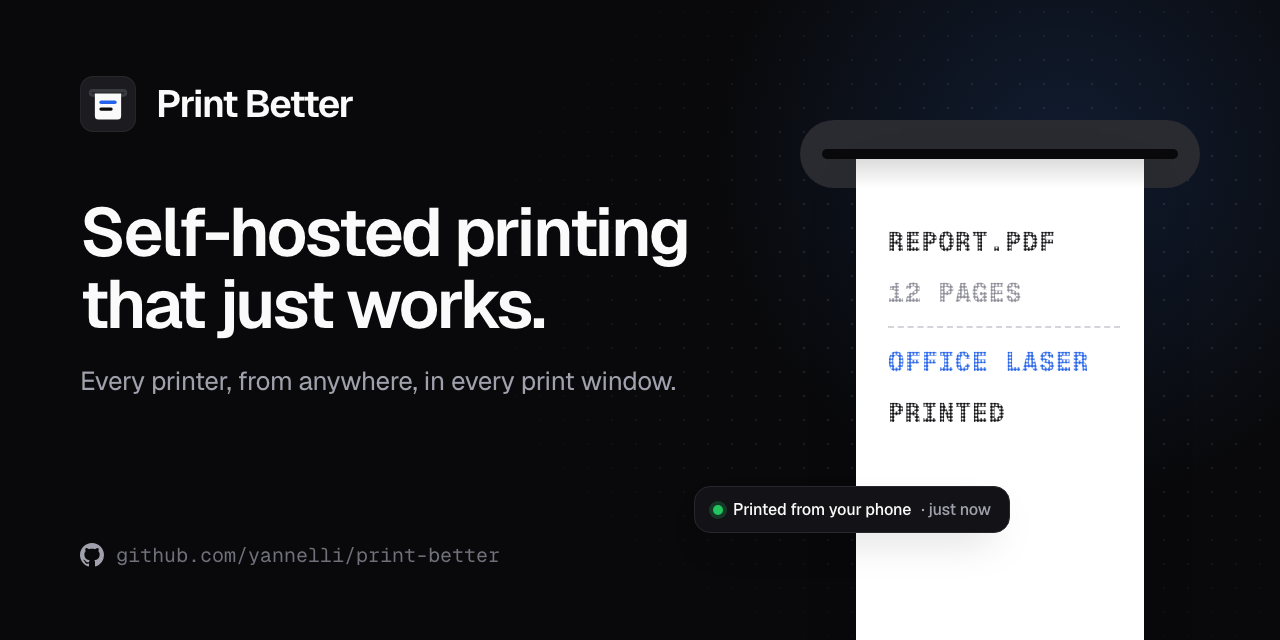 Print Better
Self-hosted printing
that just works.
Every printer, from anywhere, in every print window.
github.com/yannelli/print-better
REPORT.PDF
12 PAGES
OFFICE LASER
PRINTED
Printed from your phone · just now